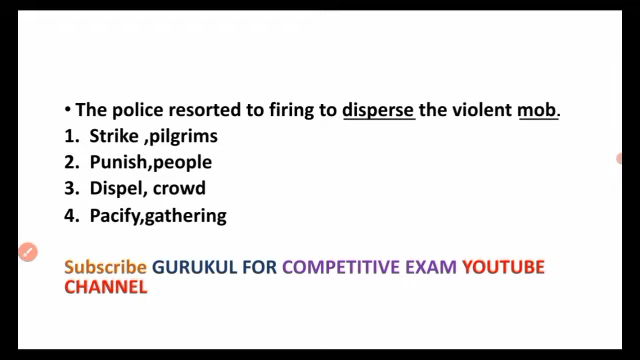 • The police resorted to firing to disperse the violent mob.
1. Strike ,pilgrims
2. Punish,people
3. Dispel, crowd
4. Pacify,gathering
Subscribe GURUKUL FOR COMPETITIVE EXAM YOUTUBE
CHANNEL